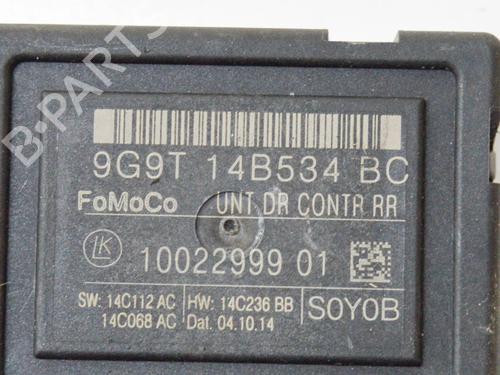 B-PARTS
9G9T 14B534 BC
FoMoCo UNT DR CONTR RR
LK 10022999 01
SW: 14C112 AC HW: 14C236 BB S0Y0B
14C068 AC Dat. 04.10.14